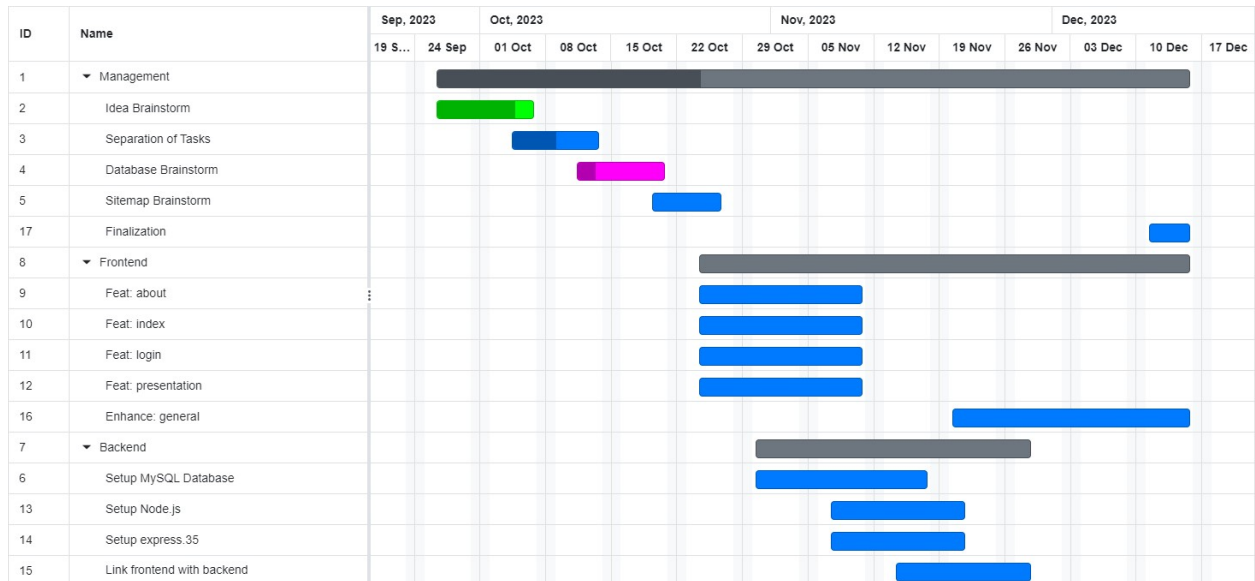 ID Name Sep, 2023 Oct, 2023 Nov, 2023 Dec, 2023
19 S... 24 Sep 01 Oct 08 Oct 15 Oct 22 Oct 29 Oct 05 Nov 12 Nov 19 Nov 26 Nov 03 Dec 10 Dec 17 Dec
1 Management
2 Idea Brainstorm
3 Separation of Tasks
4 Database Brainstorm
5 Sitemap Brainstorm
17 Finalization
8 Frontend
9 Feat: about
10 Feat: index
11 Feat: login
12 Feat: presentation
16 Enhance: general
7 Backend
6 Setup MySQL Database
13 Setup Node.js
14 Setup express.35
15 Link frontend with backend